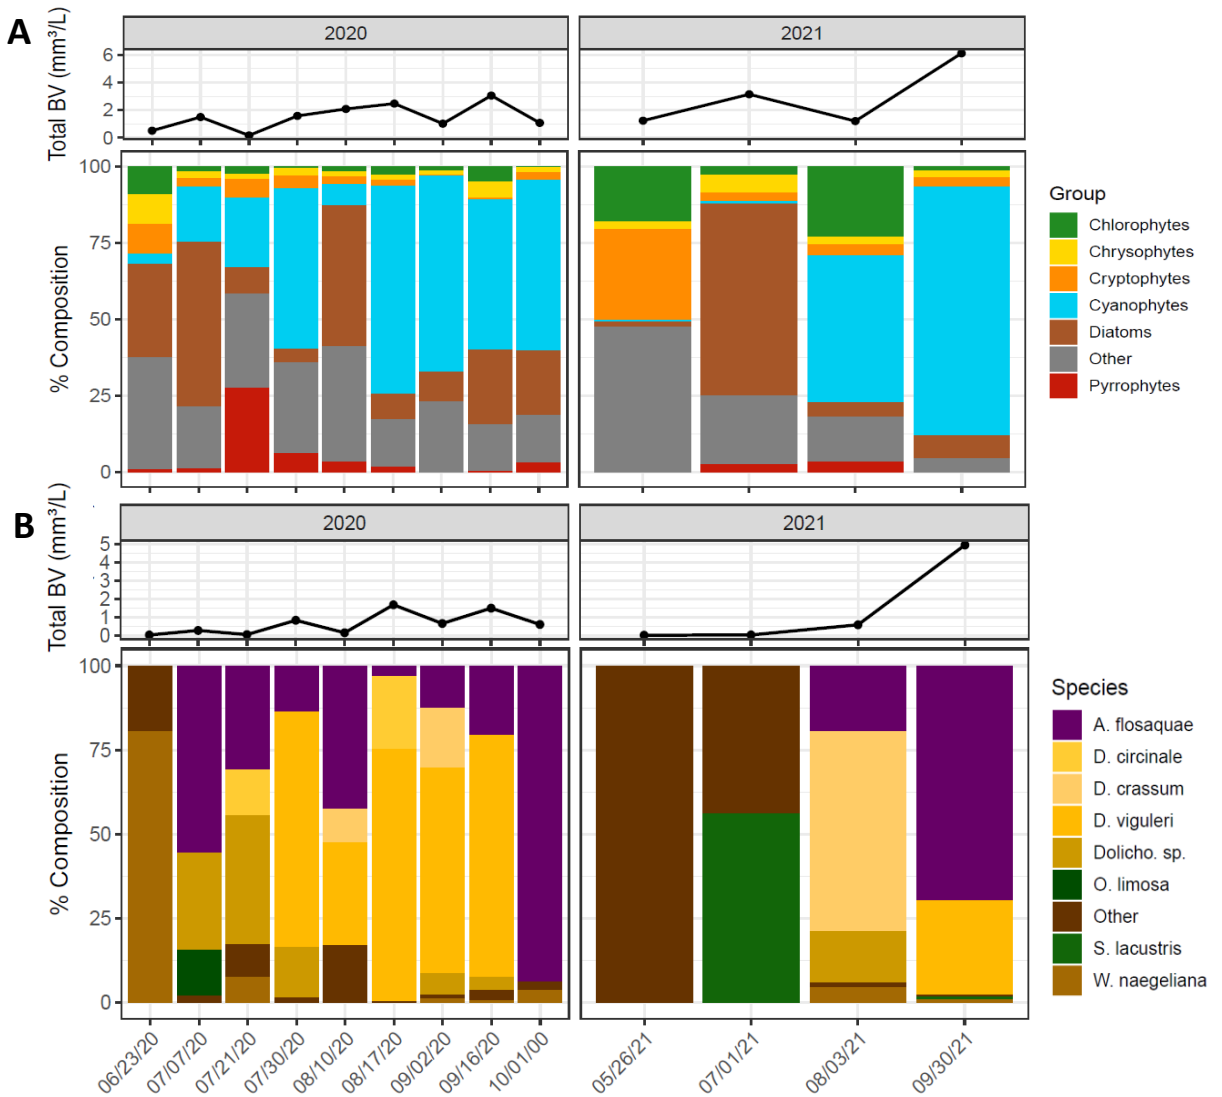 A
2020
2021
Total BV (mm³/L)
6
4
2
0
100
75
50
25
0
% Composition
Group
Chlorophytes
Chrysophytes
Cryptophytes
Cyanophytes
Diatoms
Other
Pyrrophytes
B
2020
2021
Total BV (mm³/L)
5
4
3
2
1
0
100
75
50
25
0
% Composition
Species
A. flosaquae
D. circinale
D. crassum
D. viguleri
Dolicho. sp.
O. limosa
Other
S. lacustris
W. naegeliana
06/23/20
07/07/20
07/21/20
07/30/20
08/10/20
08/17/20
09/02/20
09/16/20
10/01/00
05/26/21
07/01/21
08/03/21
09/30/21